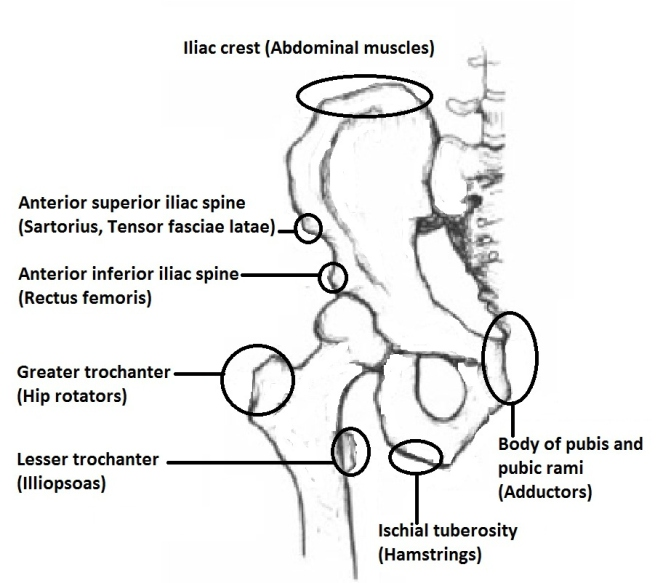 Iliac crest (Abdominal muscles)
Anterior superior iliac spine
(Sartorius, Tensor fasciae latae)
Anterior inferior iliac spine
(Rectus femoris)
Greater trochanter
(Hip rotators)
Lesser trochanter
(Illiopsoas)
Body of pubis and
pubic rami
(Adductors)
Ischial tuberosity
(Hamstrings)